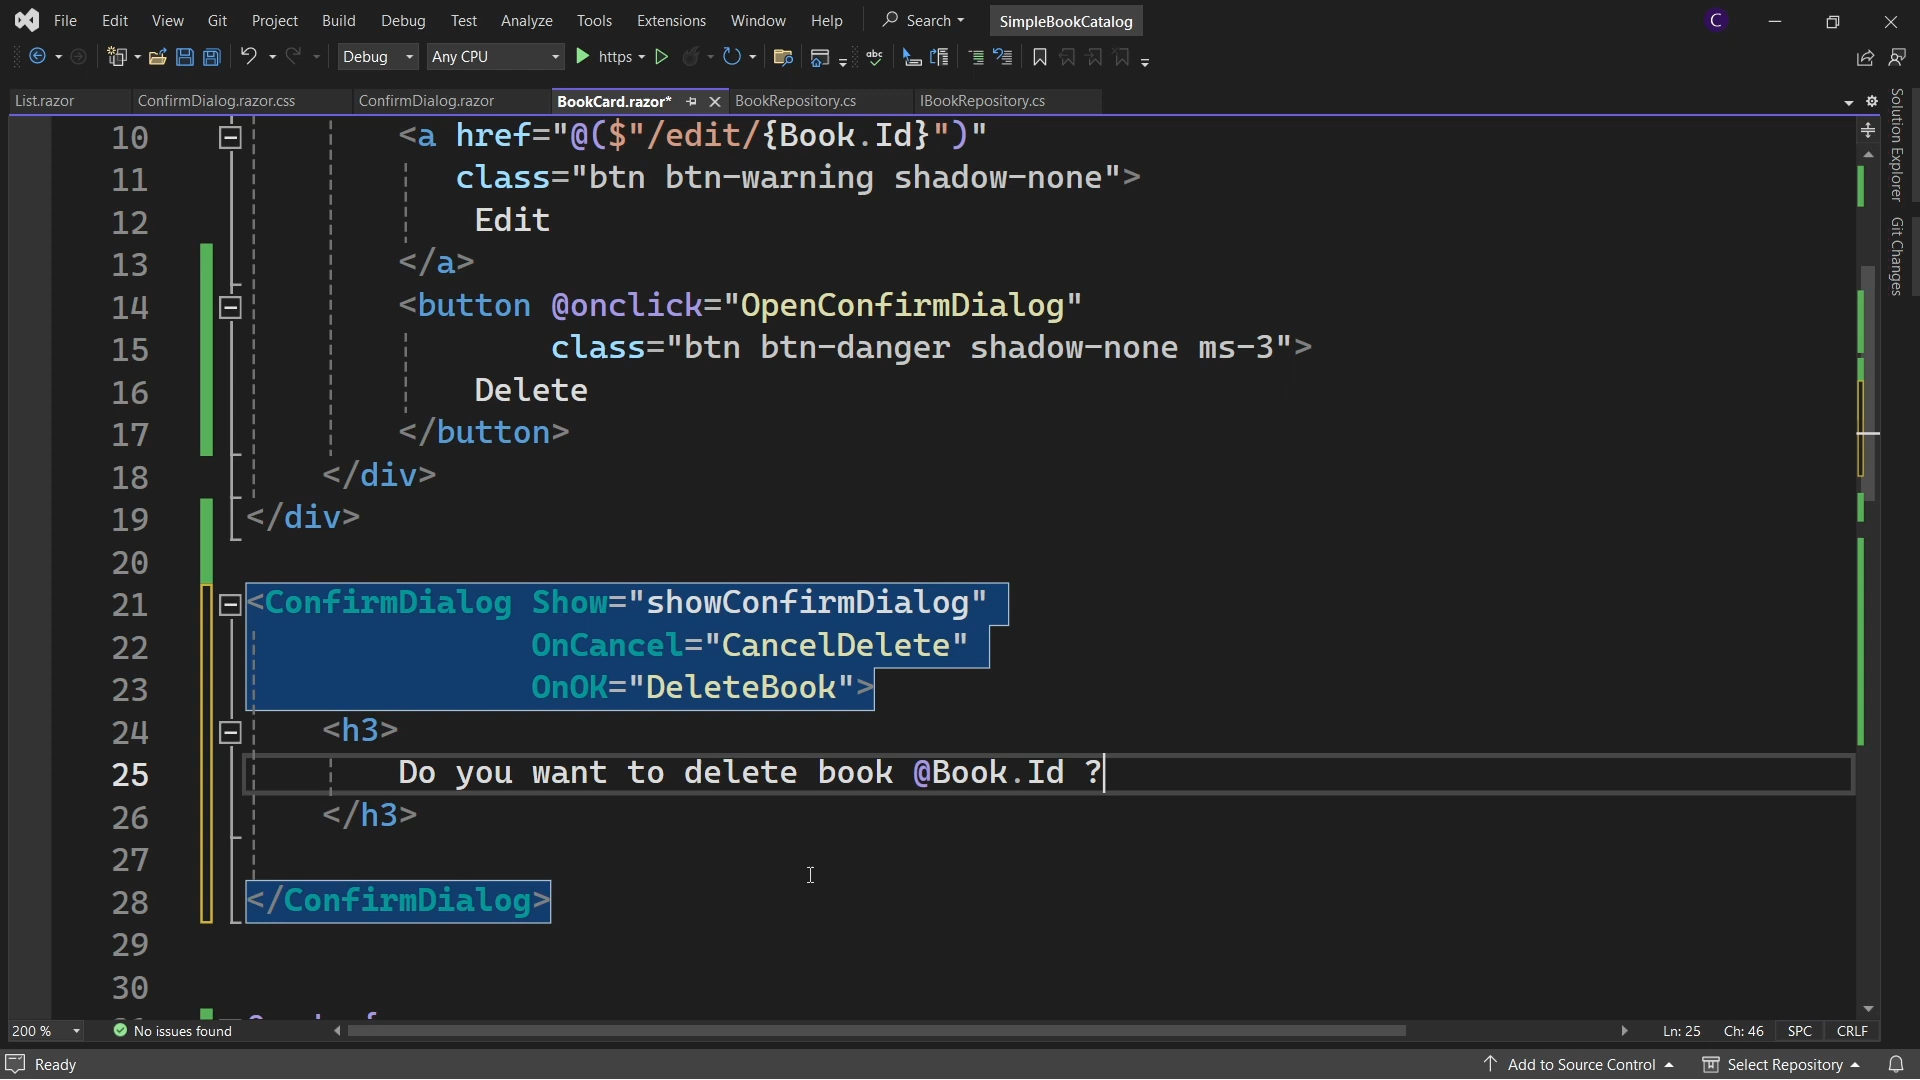 File Edit View Git Project Build Debug Test Analyze Tools Extensions Window Help Search SimpleBookCatalog C
Debug Any CPU https abc
List.razor ConfirmDialog.razor.css ConfirmDialog.razor BookCard.razor* BookRepository.cs IBookRepository.cs
10 <a href="@($"/edit/{Book.Id}")"
11 class="btn btn-warning shadow-none">
12 Edit
13 </a>
14 <button @onclick="OpenConfirmDialog"
15 class="btn btn-danger shadow-none ms-3">
16 Delete
17 </button>
18 </div>
19 </div>
20
21 <ConfirmDialog Show="showConfirmDialog"
22 OnCancel="CancelDelete"
23 OnOK="DeleteBook">
24 <h3>
25 Do you want to delete book @Book.Id ?
26 </h3>
27
28 </ConfirmDialog>
29
30
200 % No issues found Ln: 25 Ch: 46 SPC CRLF
Ready Add to Source Control Select Repository
Solution Explorer
Git Changes